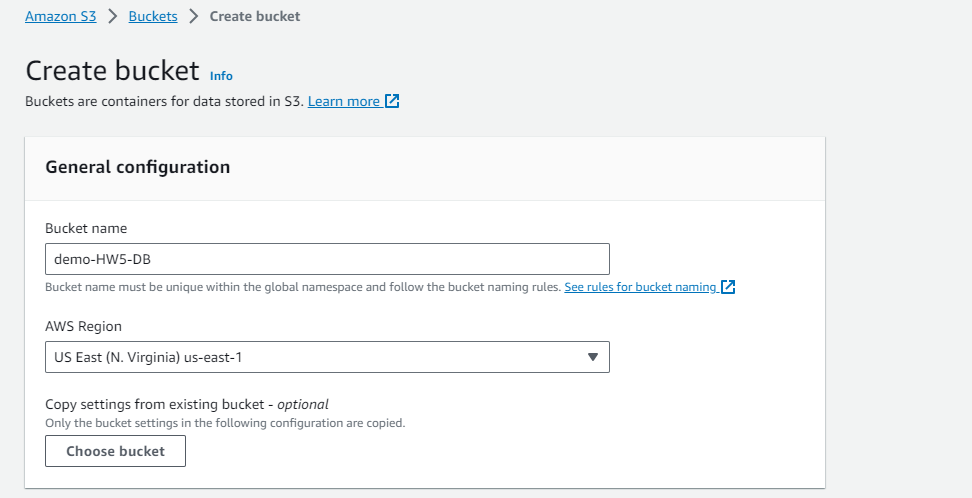 Amazon S3 > Buckets > Create bucket
Create bucket Info
Buckets are containers for data stored in S3. Learn more
General configuration
Bucket name
demo-HW5-DB
Bucket name must be unique within the global namespace and follow the bucket naming rules. See rules for bucket naming
AWS Region
US East (N. Virginia) us-east-1
Copy settings from existing bucket - optional
Only the bucket settings in the following configuration are copied.
Choose bucket